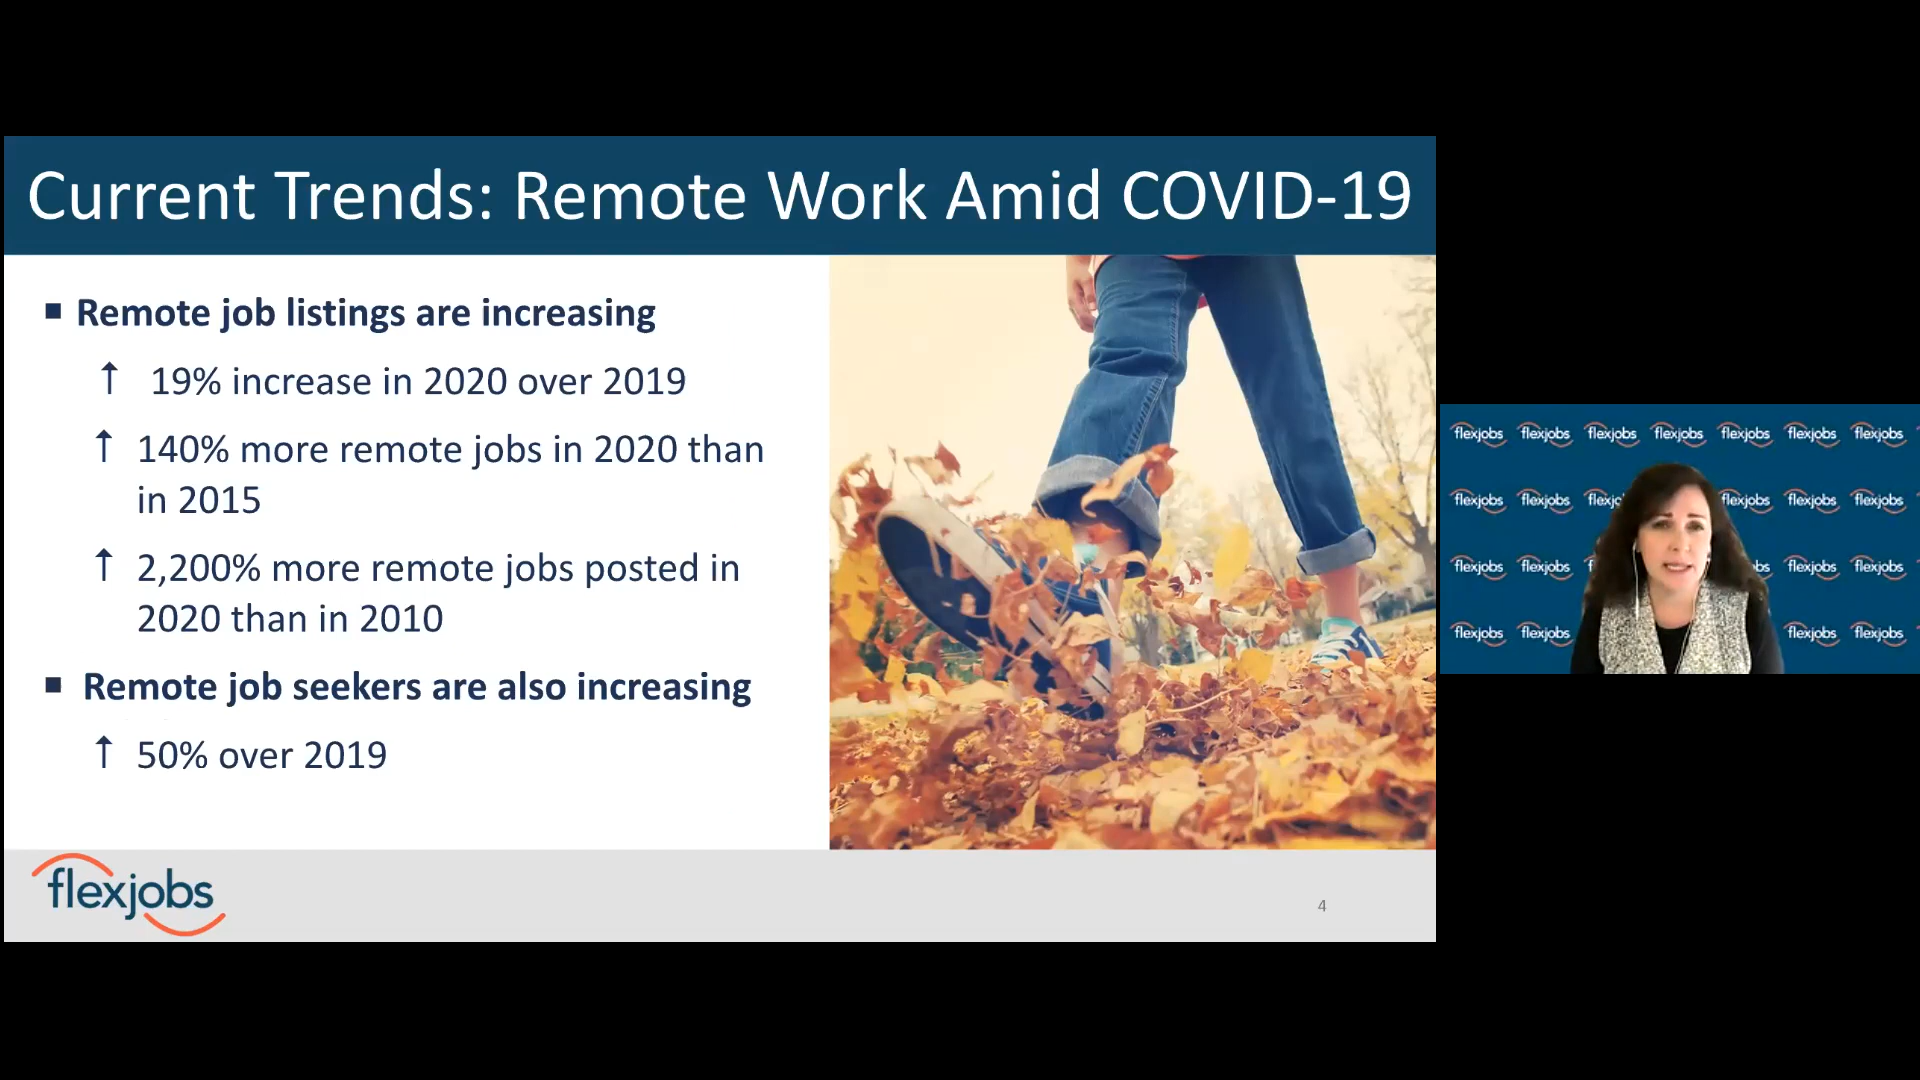 Current Trends: Remote Work Amid COVID-19
▪ Remote job listings are increasing
↑ 19% increase in 2020 over 2019
↑ 140% more remote jobs in 2020 than
in 2015
↑ 2,200% more remote jobs posted in
2020 than in 2010
▪ Remote job seekers are also increasing
↑ 50% over 2019
flexjobs
4
flexjobs flexjobs flexjobs flexjobs flexjobs flexjobs flexjobs
flexjobs flexjobs flexjo flexjobs flexjobs flexjobs
flexjobs flexjobs f bs flexjobs flexjobs
flexjobs flexjobs flexjobs flexjobs